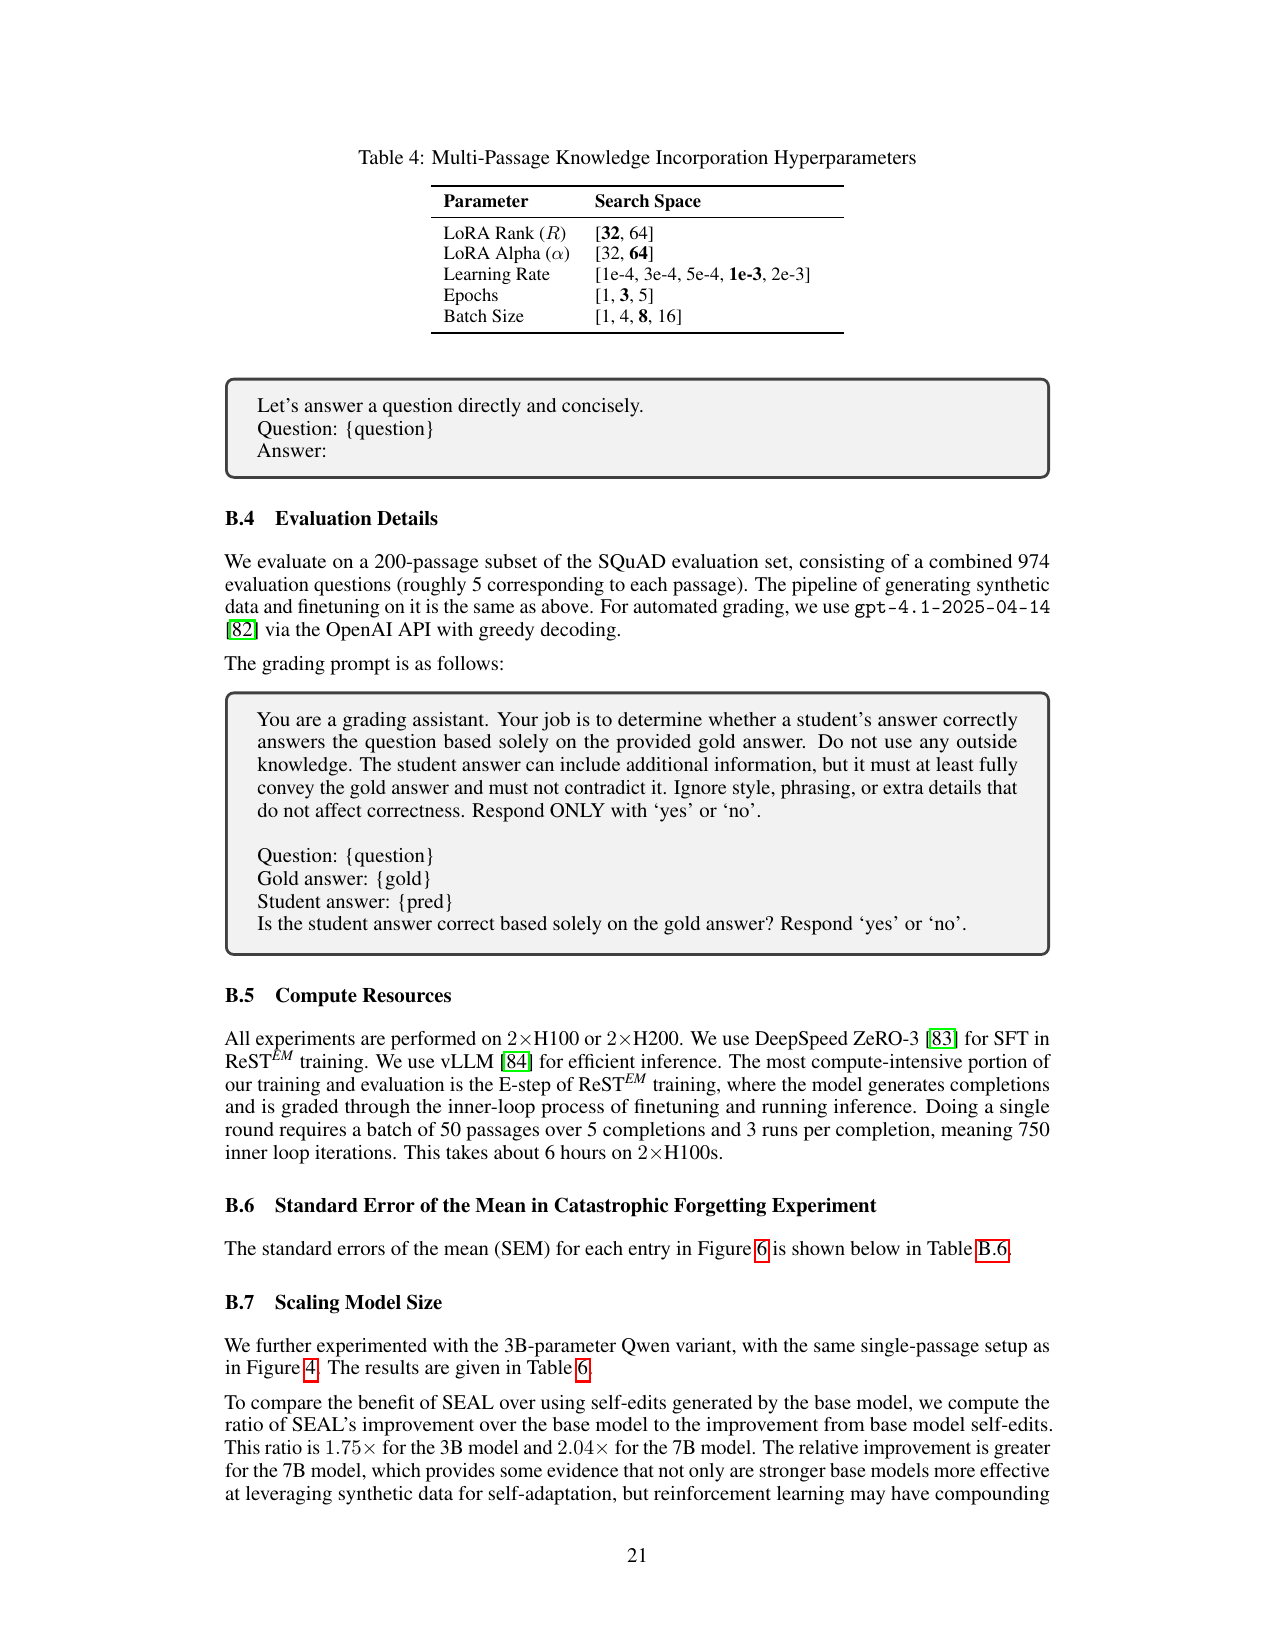 Table 4: Multi-Passage Knowledge Incorporation Hyperparameters
Parameter Search Space
LoRA Rank (R) [32, 64]
LoRA Alpha (α) [32, 64]
Learning Rate [1e-4, 3e-4, 5e-4, 1e-3, 2e-3]
Epochs [1, 3, 5]
Batch Size [1, 4, 8, 16]
Let's answer a question directly and concisely.
Question: {question}
Answer:
B.4 Evaluation Details
We evaluate on a 200-passage subset of the SQuAD evaluation set, consisting of a combined 974
evaluation questions (roughly 5 corresponding to each passage). The pipeline of generating synthetic
data and finetuning on it is the same as above. For automated grading, we use gpt-4.1-2025-04-14
[82] via the OpenAI API with greedy decoding.
The grading prompt is as follows:
You are a grading assistant. Your job is to determine whether a student's answer correctly
answers the question based solely on the provided gold answer. Do not use any outside
knowledge. The student answer can include additional information, but it must at least fully
convey the gold answer and must not contradict it. Ignore style, phrasing, or extra details that
do not affect correctness. Respond ONLY with ‘yes’ or ‘no’.
Question: {question}
Gold answer: {gold}
Student answer: {pred}
Is the student answer correct based solely on the gold answer? Respond ‘yes’ or ‘no’.
B.5 Compute Resources
All experiments are performed on 2×H100 or 2×H200. We use DeepSpeed ZeRO-3 [83] for SFT in
ReST^EM training. We use vLLM [84] for efficient inference. The most compute-intensive portion of
our training and evaluation is the E-step of ReST^EM training, where the model generates completions
and is graded through the inner-loop process of finetuning and running inference. Doing a single
round requires a batch of 50 passages over 5 completions and 3 runs per completion, meaning 750
inner loop iterations. This takes about 6 hours on 2×H100s.
B.6 Standard Error of the Mean in Catastrophic Forgetting Experiment
The standard errors of the mean (SEM) for each entry in Figure 6 is shown below in Table B.6.
B.7 Scaling Model Size
We further experimented with the 3B-parameter Qwen variant, with the same single-passage setup as
in Figure 4. The results are given in Table 6.
To compare the benefit of SEAL over using self-edits generated by the base model, we compute the
ratio of SEAL's improvement over the base model to the improvement from base model self-edits.
This ratio is 1.75× for the 3B model and 2.04× for the 7B model. The relative improvement is greater
for the 7B model, which provides some evidence that not only are stronger base models more effective
at leveraging synthetic data for self-adaptation, but reinforcement learning may have compounding
21